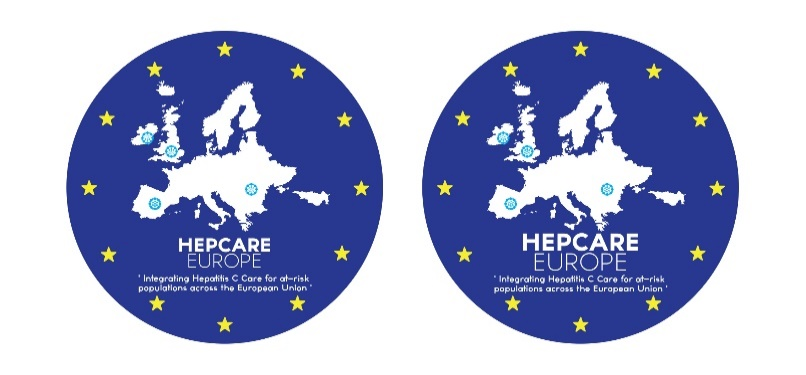 HEPCARE
EUROPE
' Integrating Hepatitis C Care for at-risk
populations across the European Union '
HEPCARE
EUROPE
' Integrating Hepatitis C Care for at-risk
populations across the European Union '